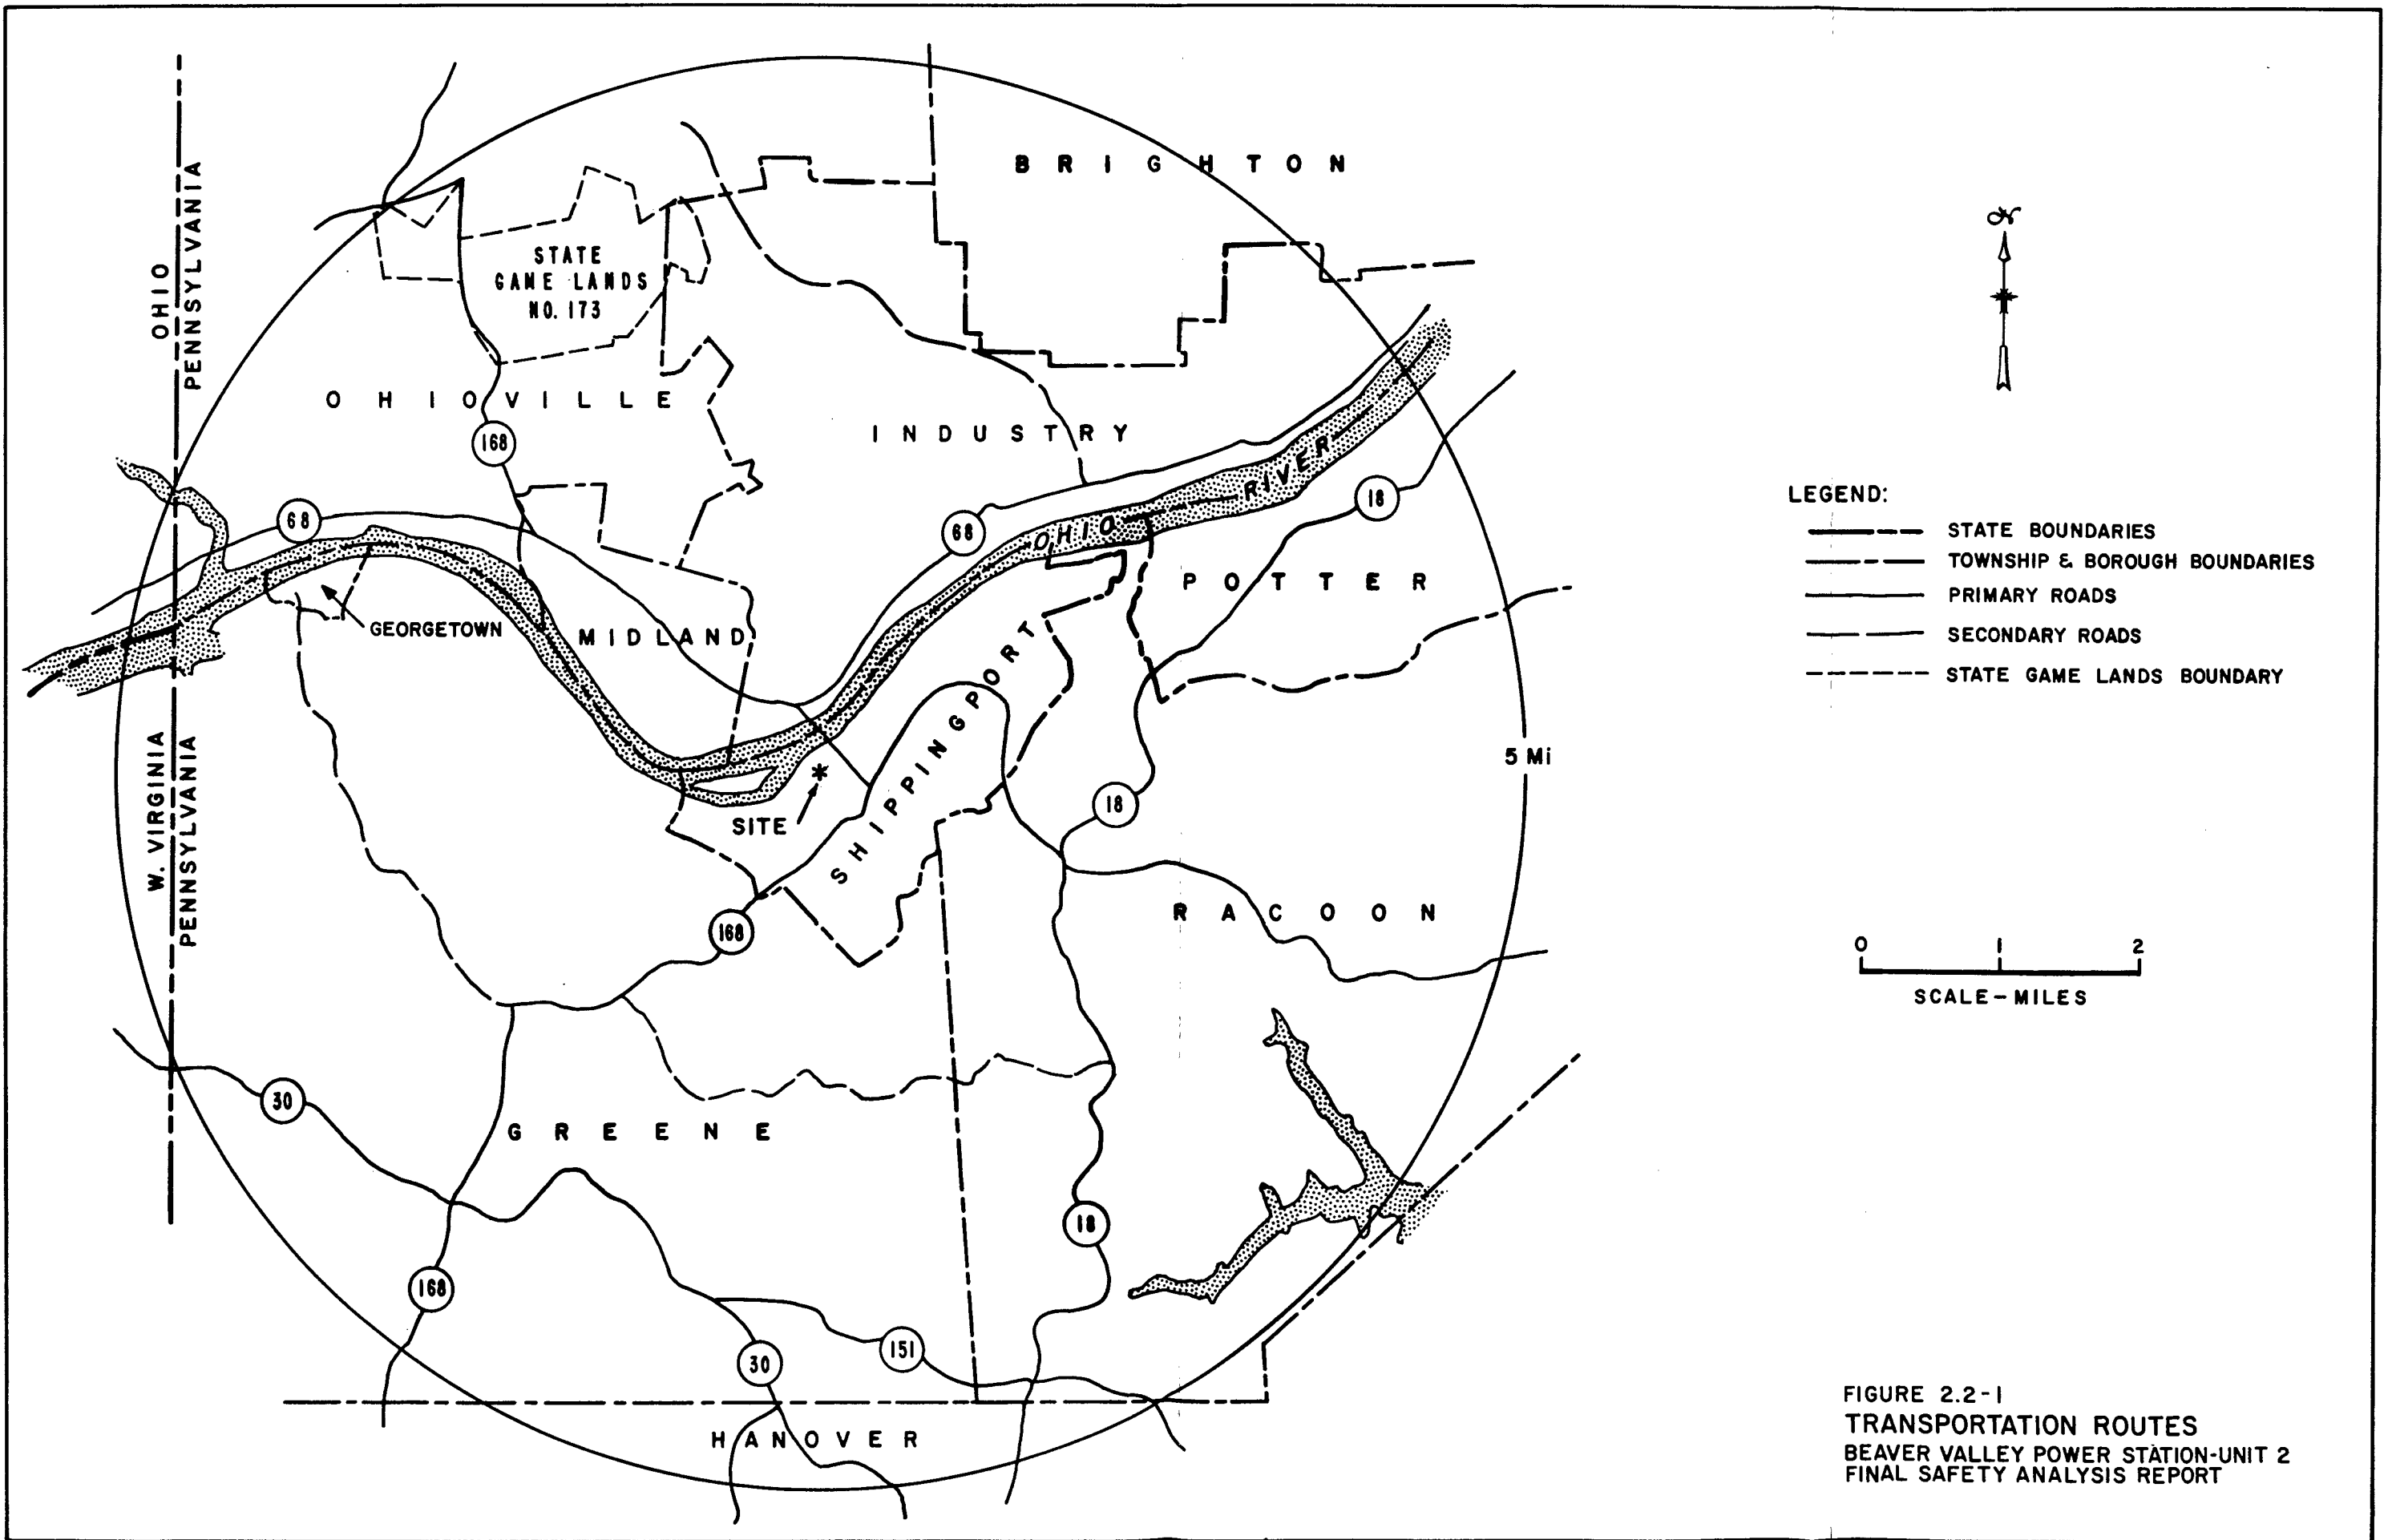 OHIO
PENNSYLVANIA
BRIGHTON
N
STATE
GAME LANDS
NO. 173
OHIOVILLE
INDUSTRY
168
68
68
18
OHIO RIVER
POTTER
GEORGETOWN
MIDLAND
SHIPPINGPORT
LEGEND:
STATE BOUNDARIES
TOWNSHIP & BOROUGH BOUNDARIES
PRIMARY ROADS
SECONDARY ROADS
STATE GAME LANDS BOUNDARY
W. VIRGINIA
PENNSYLVANIA
*
SITE
5 Mi
18
168
RACOON
0 1 2
SCALE-MILES
30
GREENE
18
168
30
151
HANOVER
FIGURE 2.2-1
TRANSPORTATION ROUTES
BEAVER VALLEY POWER STATION-UNIT 2
FINAL SAFETY ANALYSIS REPORT